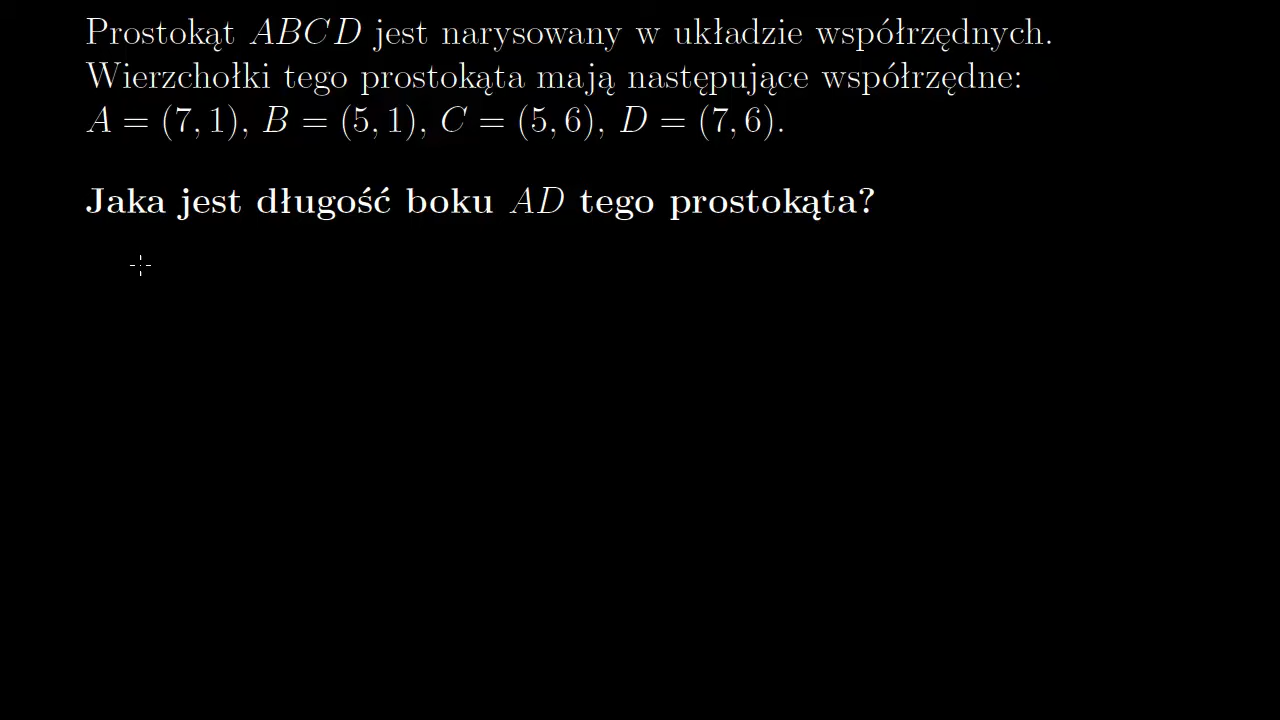 Prostokąt ABCD jest narysowany w układzie współrzędnych.
Wierzchołki tego prostokąta mają następujące współrzędne:
A = (7, 1), B = (5, 1), C = (5, 6), D = (7, 6).
Jaka jest długość boku AD tego prostokąta?